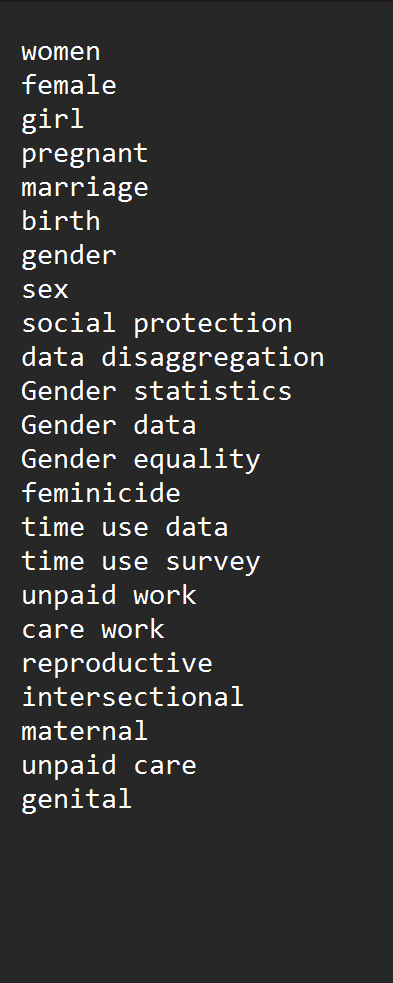 women
female
girl
pregnant
marriage
birth
gender
sex
social protection
data disaggregation
Gender statistics
Gender data
Gender equality
feminicide
time use data
time use survey
unpaid work
care work
reproductive
intersectional
maternal
unpaid care
genital